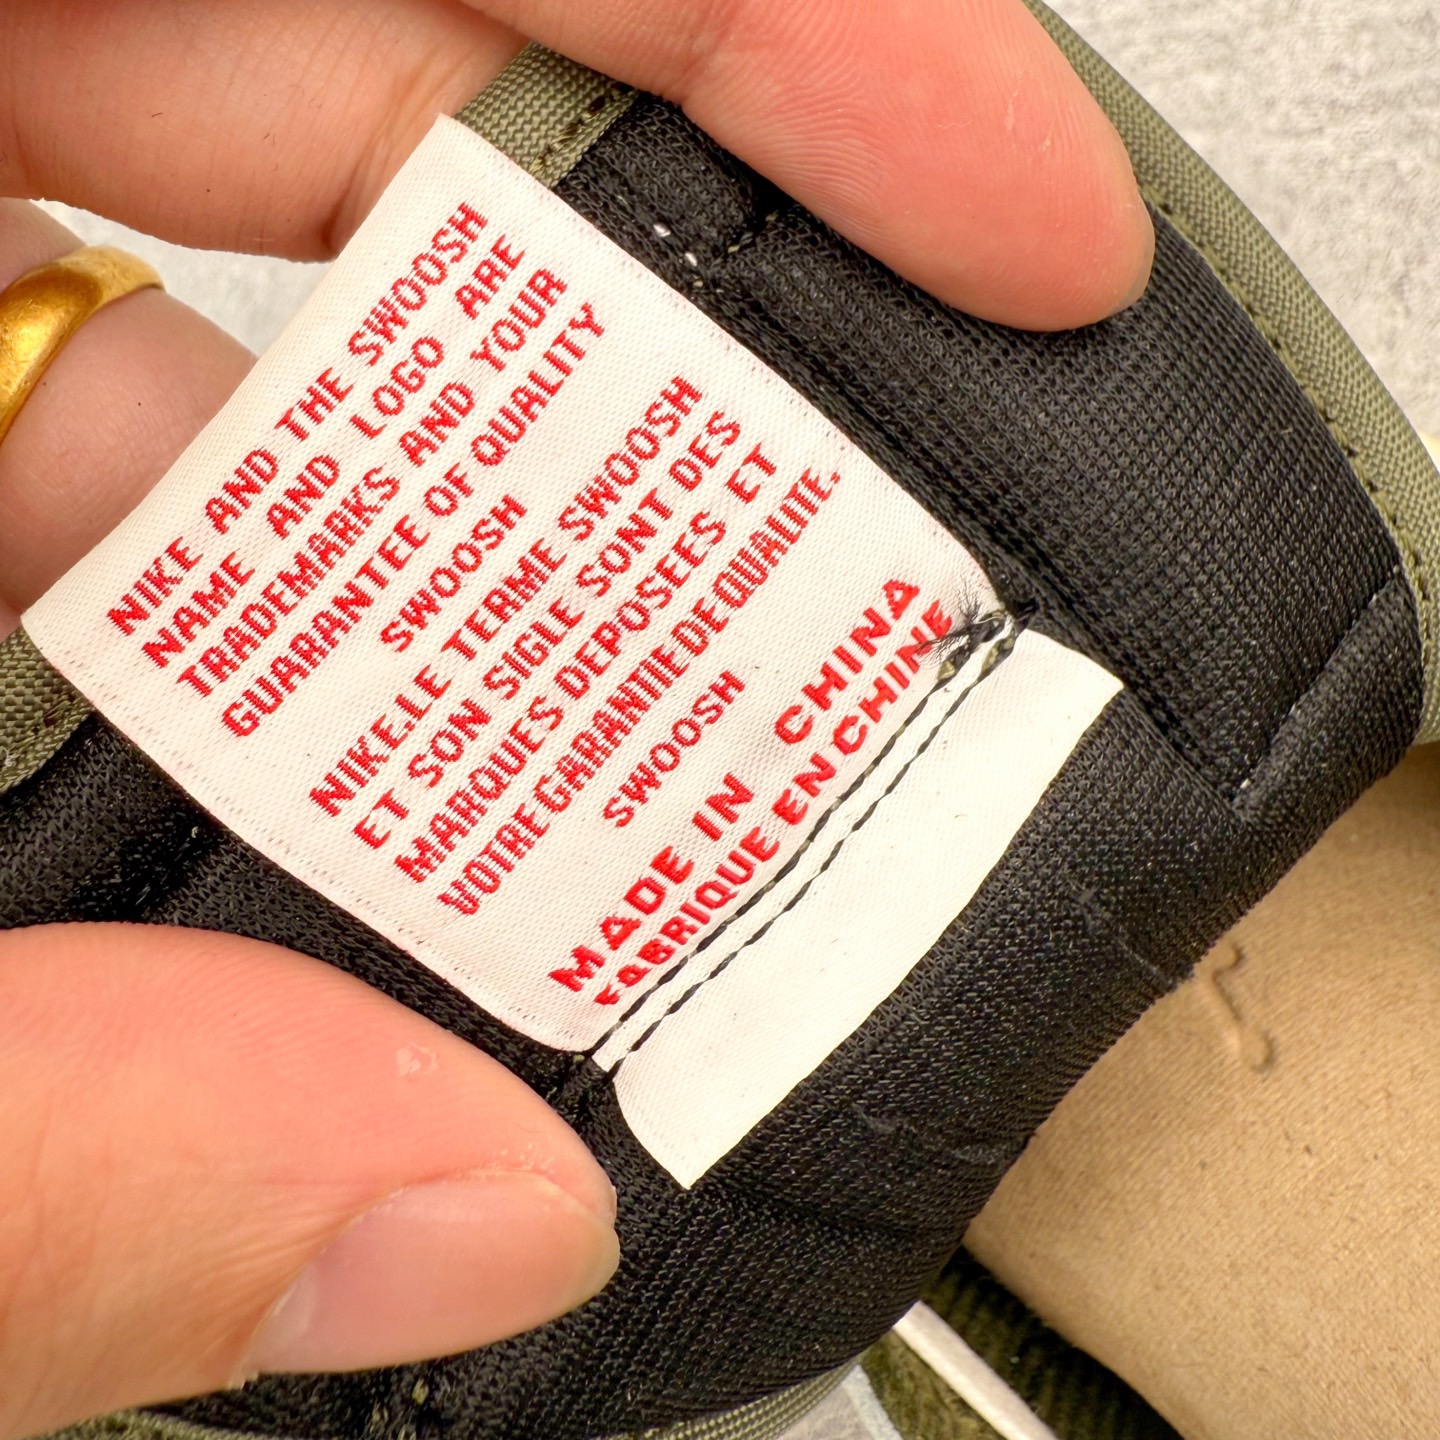 NIKE AND THE SWOOSH
NAME AND LOGO ARE
TRADEMARKS AND YOUR
GUARANTEE OF QUALITY
SWOOSH
NIKE.LE TERME SWOOSH
ET SON SIGLE SONT DES
MARQUES DEPOSEES ET
VOTRE GARANTIE DE QUALITE.
SWOOSH
MADE IN CHINA
FABRIQUE EN CHINE